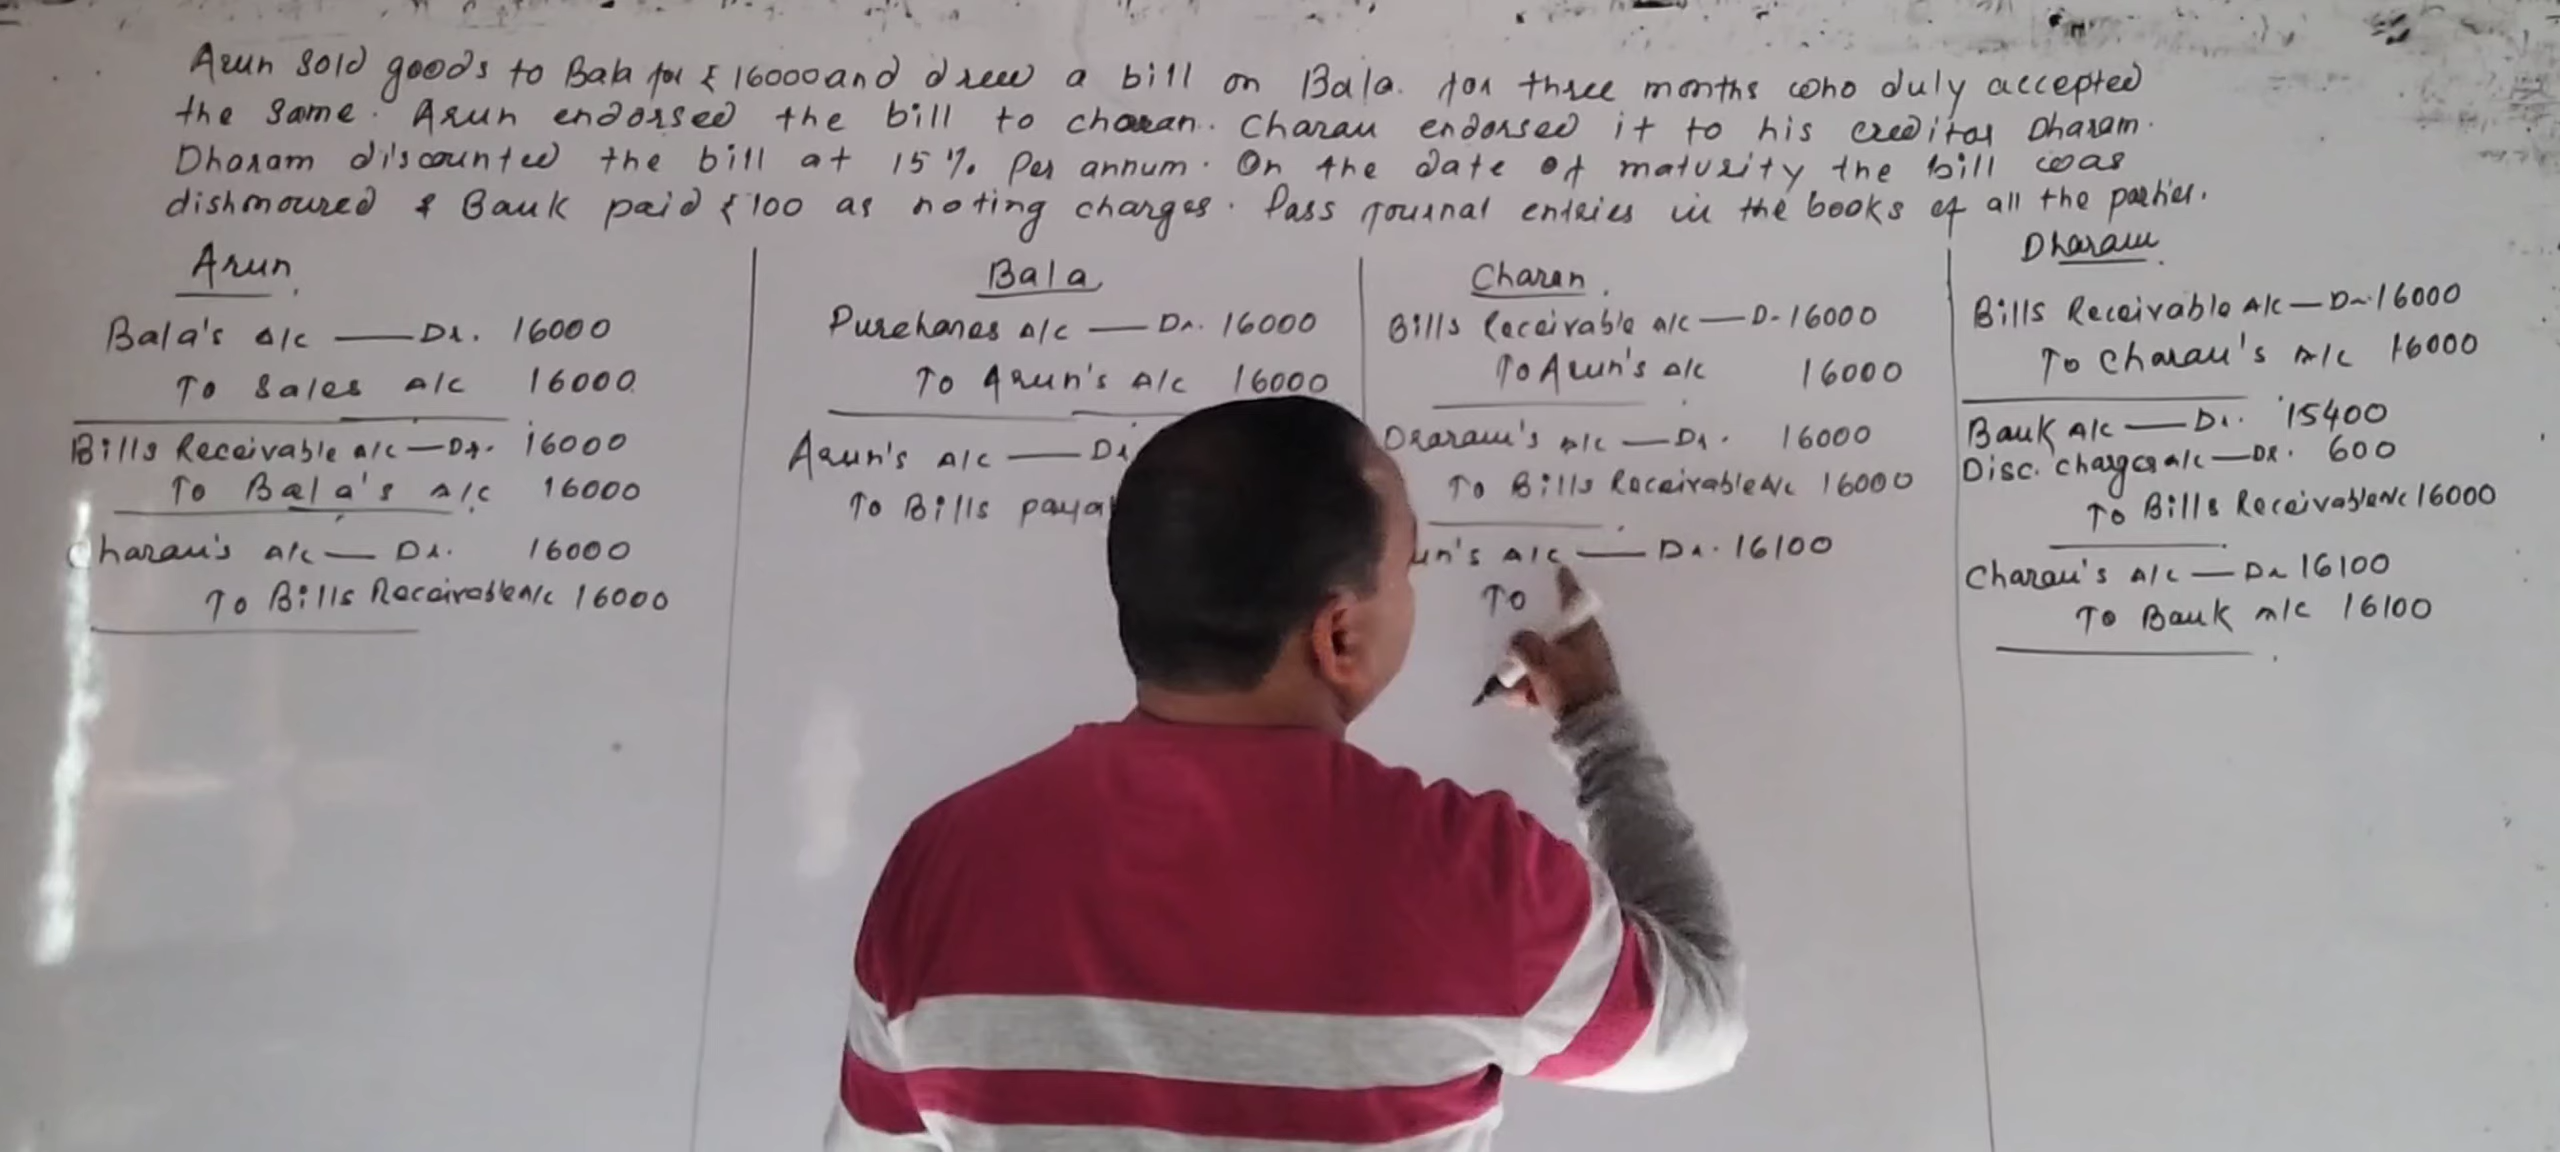 Arun sold goods to Bala for ₹ 16000 and drew a bill on Bala. for three months who duly accepted
the same. Arun endorsed the bill to charan. Charan endorsed it to his creditor Dharam.
Dharam discounted the bill at 15% Per annum. On the date of maturity the bill was
dishmoured & Bank paid ₹100 as noting charges. Pass Journal entries in the books of all the parties.
Arun
Bala's A/c — Dr. 16000
To Sales A/c 16000
Bills Receivable A/c — Dr. 16000
To Bala's A/c 16000
Charan's A/c — Dr. 16000
To Bills Receivable A/c 16000
Bala
Purchases A/c — Dr. 16000
To Arun's A/c 16000
Arun's A/c — D
To Bills paya
Charan
Bills Receivable A/c — D- 16000
To Arun's A/c 16000
Dharam's A/c — Dr. 16000
To Bills Receivable A/c 16000
un's A/c — Dr. 16100
To
Dharam
Bills Receivable A/c — Dr. 16000
To Charan's A/c 16000
Bank A/c — Dr. 15400
Disc. charges A/c — Dr. 600
To Bills Receivable A/c 16000
Charan's A/c — Dr 16100
To Bank A/c 16100